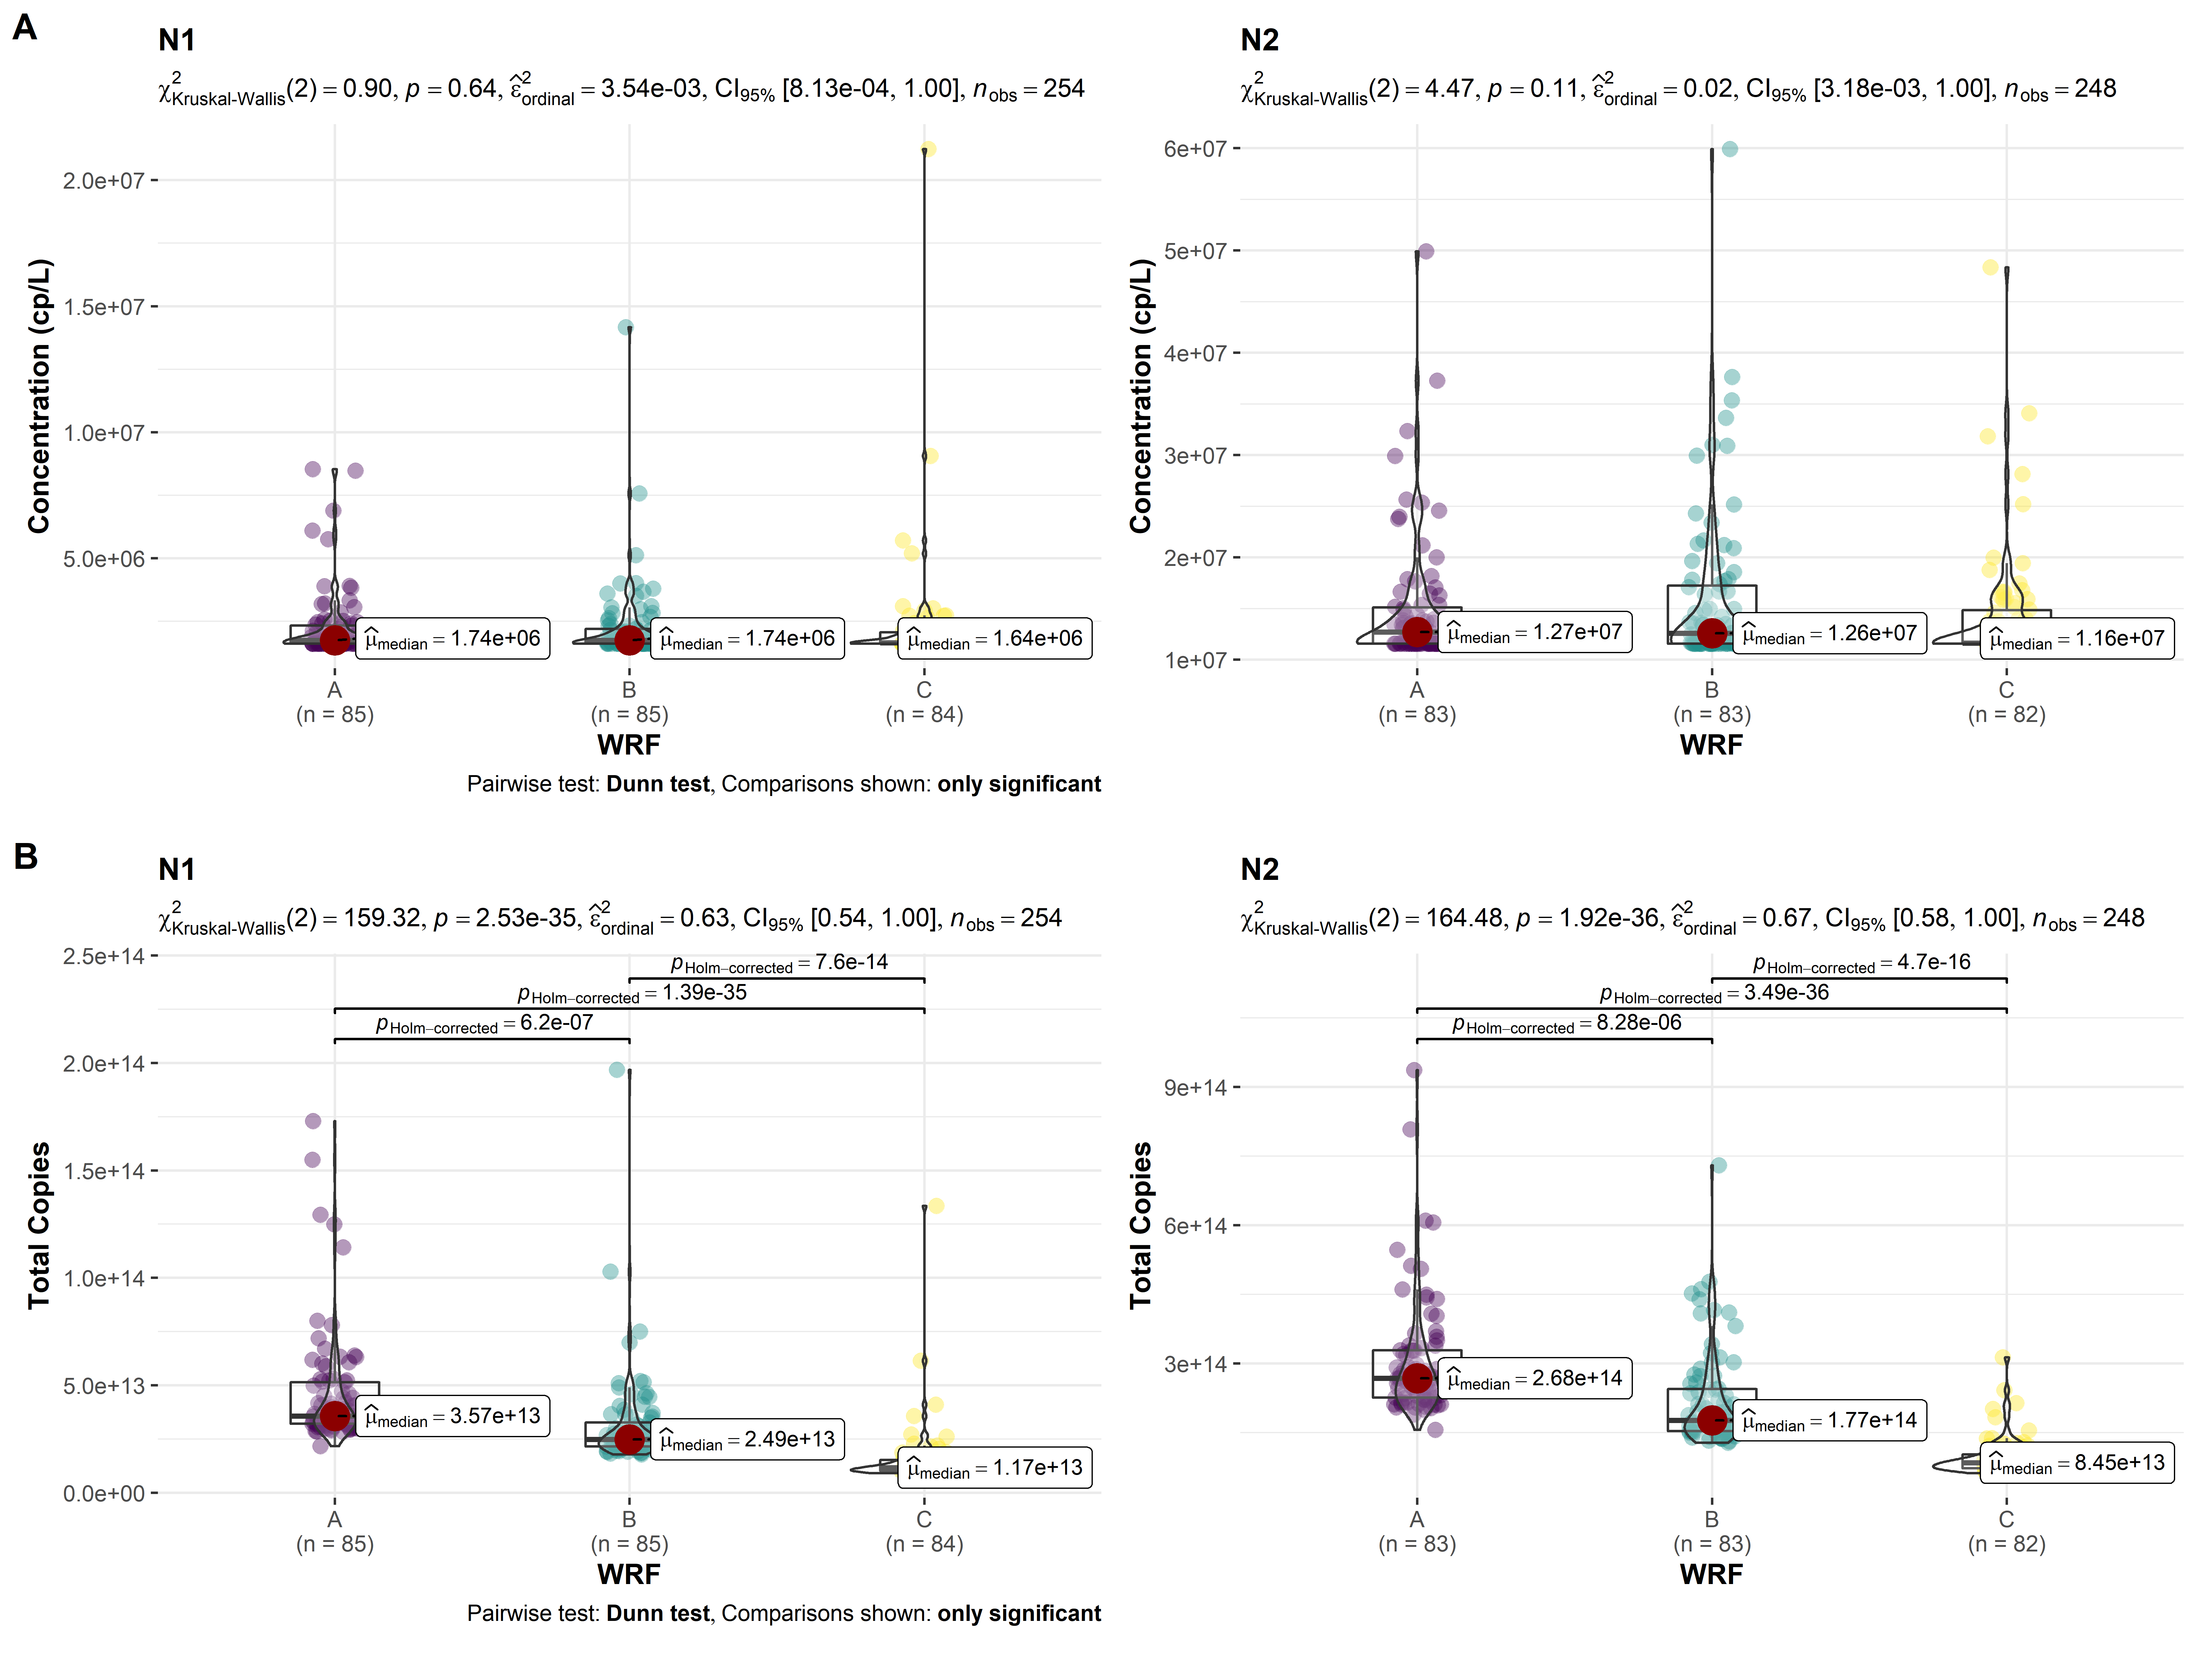 A
N1
χ²Kruskal-Wallis(2) = 0.90, p = 0.64, ε̂²ordinal = 3.54e-03, CI95% [8.13e-04, 1.00], nobs = 254
Concentration (cp/L)
2.0e+07
1.5e+07
1.0e+07
5.0e+06
μ̂median = 1.74e+06
μ̂median = 1.74e+06
μ̂median = 1.64e+06
A
(n = 85)
B
(n = 85)
C
(n = 84)
WRF
Pairwise test: Dunn test, Comparisons shown: only significant
N2
χ²Kruskal-Wallis(2) = 4.47, p = 0.11, ε̂²ordinal = 0.02, CI95% [3.18e-03, 1.00], nobs = 248
Concentration (cp/L)
6e+07
5e+07
4e+07
3e+07
2e+07
1e+07
μ̂median = 1.27e+07
μ̂median = 1.26e+07
μ̂median = 1.16e+07
A
(n = 83)
B
(n = 83)
C
(n = 82)
WRF
B
N1
χ²Kruskal-Wallis(2) = 159.32, p = 2.53e-35, ε̂²ordinal = 0.63, CI95% [0.54, 1.00], nobs = 254
Total Copies
2.5e+14
2.0e+14
1.5e+14
1.0e+14
5.0e+13
0.0e+00
pHolm−corrected = 7.6e-14
pHolm−corrected = 1.39e-35
pHolm−corrected = 6.2e-07
μ̂median = 3.57e+13
μ̂median = 2.49e+13
μ̂median = 1.17e+13
A
(n = 85)
B
(n = 85)
C
(n = 84)
WRF
Pairwise test: Dunn test, Comparisons shown: only significant
N2
χ²Kruskal-Wallis(2) = 164.48, p = 1.92e-36, ε̂²ordinal = 0.67, CI95% [0.58, 1.00], nobs = 248
Total Copies
9e+14
6e+14
3e+14
pHolm−corrected = 4.7e-16
pHolm−corrected = 3.49e-36
pHolm−corrected = 8.28e-06
μ̂median = 2.68e+14
μ̂median = 1.77e+14
μ̂median = 8.45e+13
A
(n = 83)
B
(n = 83)
C
(n = 82)
WRF